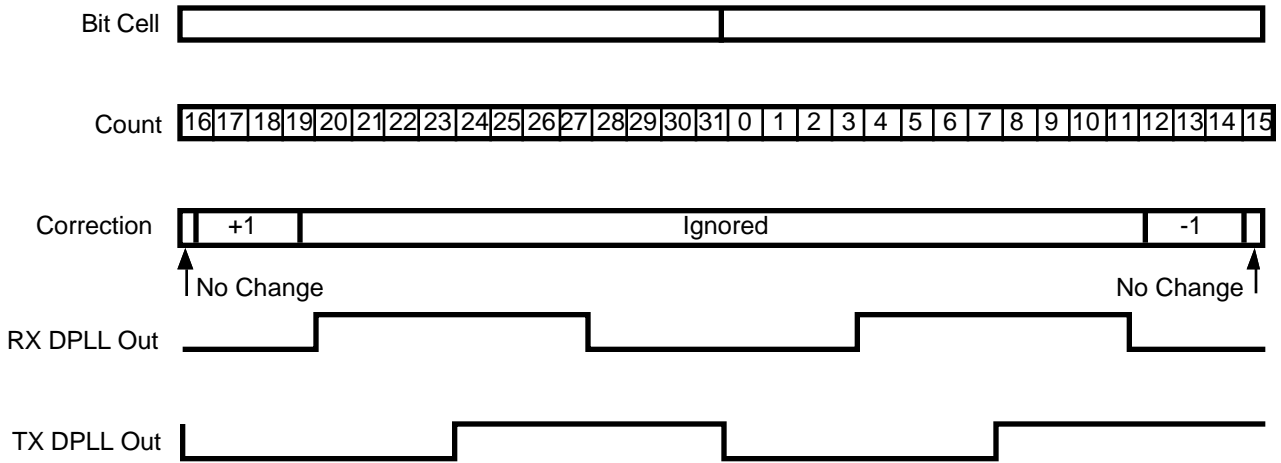 Bit Cell
Count 16 17 18 19 20 21 22 23 24 25 26 27 28 29 30 31 0 1 2 3 4 5 6 7 8 9 10 11 12 13 14 15
Correction +1 Ignored -1
No Change No Change
RX DPLL Out
TX DPLL Out